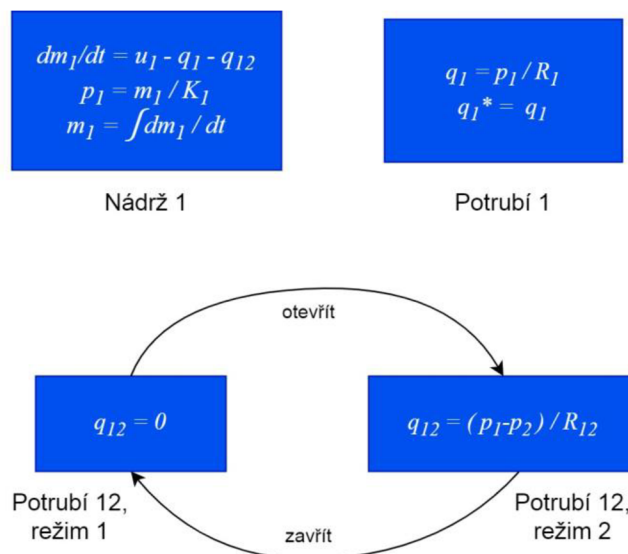 dm₁/dt = u₁ - q₁ - q₁₂
p₁ = m₁ / K₁
m₁ = ∫dm₁ / dt
Nádrž 1
q₁ = p₁ / R₁
q₁* = q₁
Potrubí 1
otevřít
q₁₂ = 0
q₁₂ = ( p₁-p₂ ) / R₁₂
Potrubí 12,
režim 1
Potrubí 12,
režim 2
zavřít